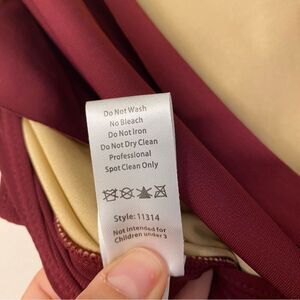 Do Not Wash
No Bleach
Do Not Iron
Do Not Dry Clean
Professional
Spot Clean Only
Style: 11314
Not intended for
Children under 3